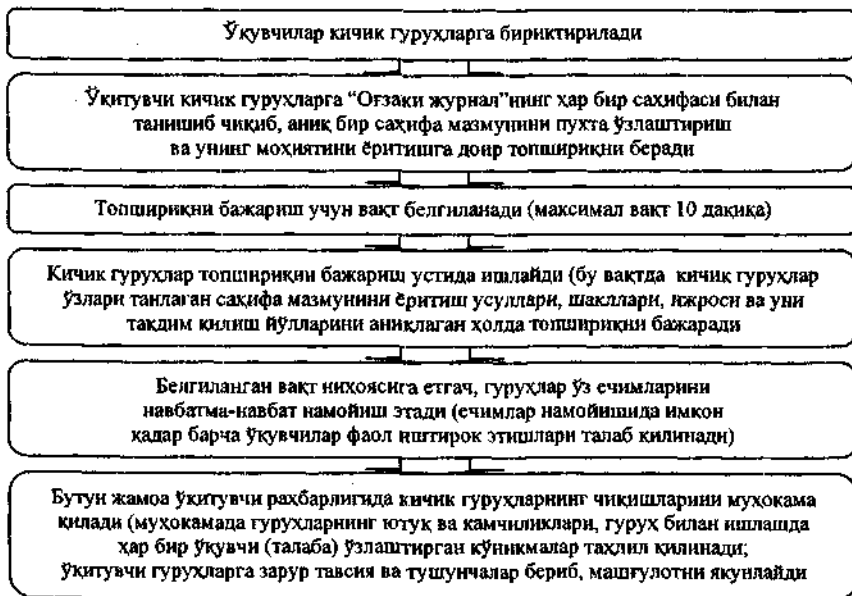 Ўқувчилар кичик гуруҳларга бириктирилади
Ўқитувчи кичик гуруҳларга “Оғзаки журнал”нинг ҳар бир саҳифаси билан
танишиб чиқиб, аниқ бир саҳифа мазмунини пухта ўзлаштириш
ва унинг моҳиятини ёритишга доир топшириқни беради
Топшириқни бажариш учун вақт белгиланади (максимал вақт 10 дақиқа)
Кичик гуруҳлар топшириқни бажариш устида ишлайди (бу вақтда кичик гуруҳлар
ўзлари танлаган саҳифа мазмунини ёритиш усуллари, шакллари, ижроси ва уни
тақдим қилиш йўлларини аниқлаган ҳолда топшириқни бажаради
Белгиланган вақт ниҳоясига етгач, гуруҳлар ўз ечимларини
навбатма-навбат намойиш этади (ечимлар намойишида имкон
қадар барча ўқувчилар фаол иштирок этишлари талаб қилинади)
Бутун жамоа ўқитувчи раҳбарлигида кичик гуруҳларнинг чиқишларини муҳокама
қилади (муҳокамада гуруҳларнинг ютуқ ва камчиликлари, гуруҳ билан ишлашда
ҳар бир ўқувчи (талаба) ўзлаштирган кўникмалар таҳлил қилинади;
ўқитувчи гуруҳларга зарур тавсия ва тушунчалар бериб, машғулотни якунлайди